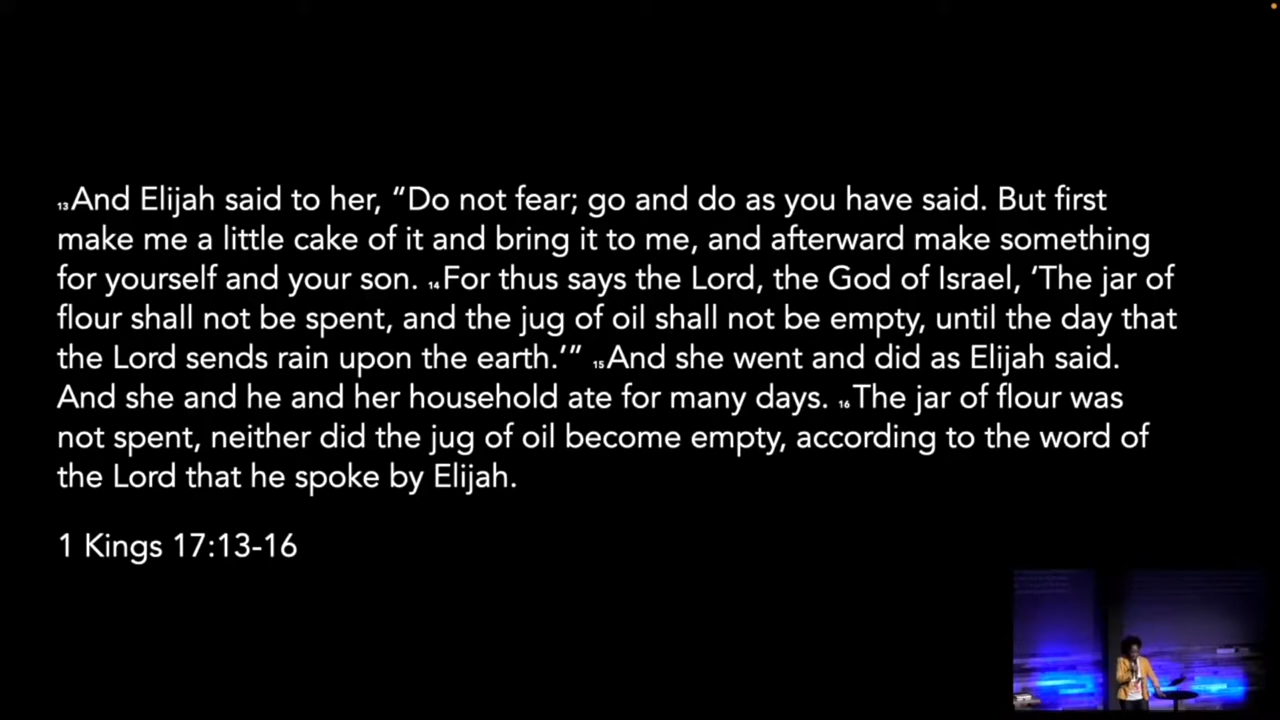 13And Elijah said to her, “Do not fear; go and do as you have said. But first
make me a little cake of it and bring it to me, and afterward make something
for yourself and your son. 14For thus says the Lord, the God of Israel, ‘The jar of
flour shall not be spent, and the jug of oil shall not be empty, until the day that
the Lord sends rain upon the earth.’” 15And she went and did as Elijah said.
And she and he and her household ate for many days. 16The jar of flour was
not spent, neither did the jug of oil become empty, according to the word of
the Lord that he spoke by Elijah.
1 Kings 17:13-16